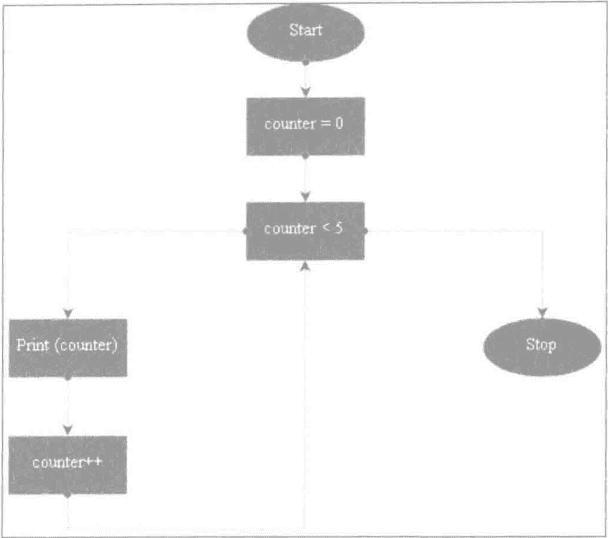 Start
counter = 0
counter < 5
Print (counter)
Stop
counter++